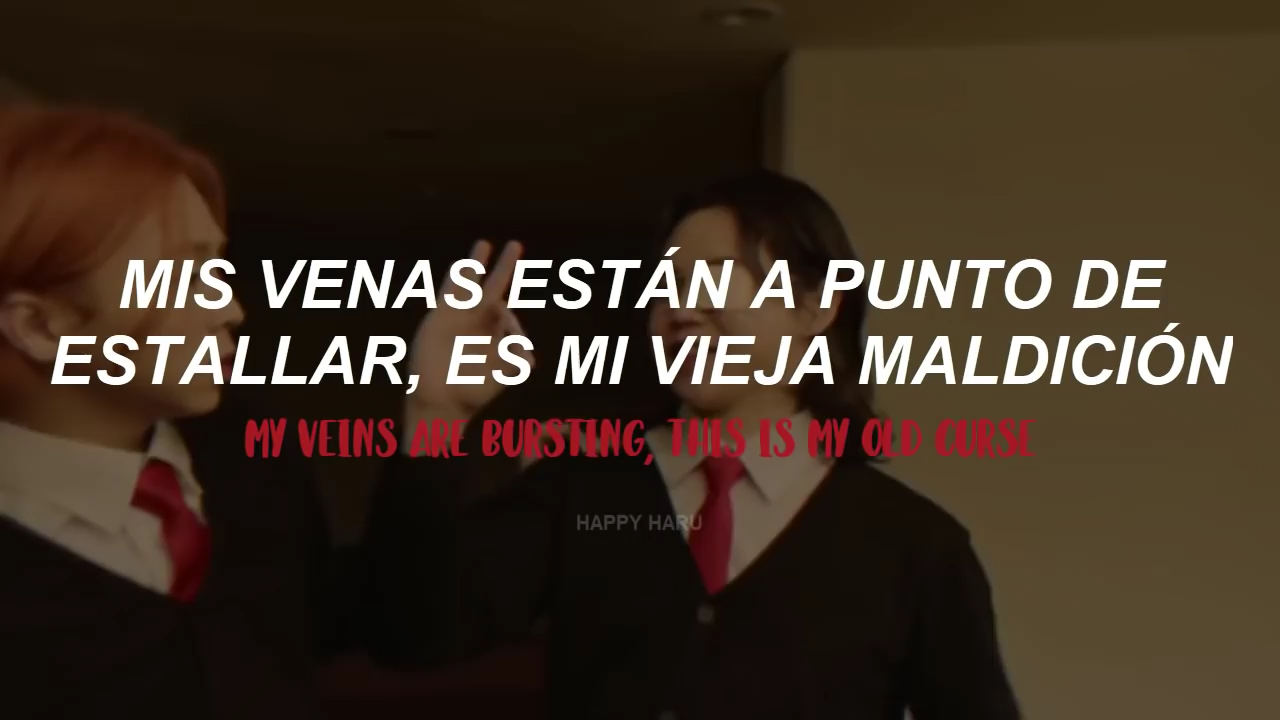 MIS VENAS ESTÁN A PUNTO DE
ESTALLAR, ES MI VIEJA MALDICIÓN
MY VEINS ARE BURSTING, THIS IS MY OLD CURSE
HAPPY HARU